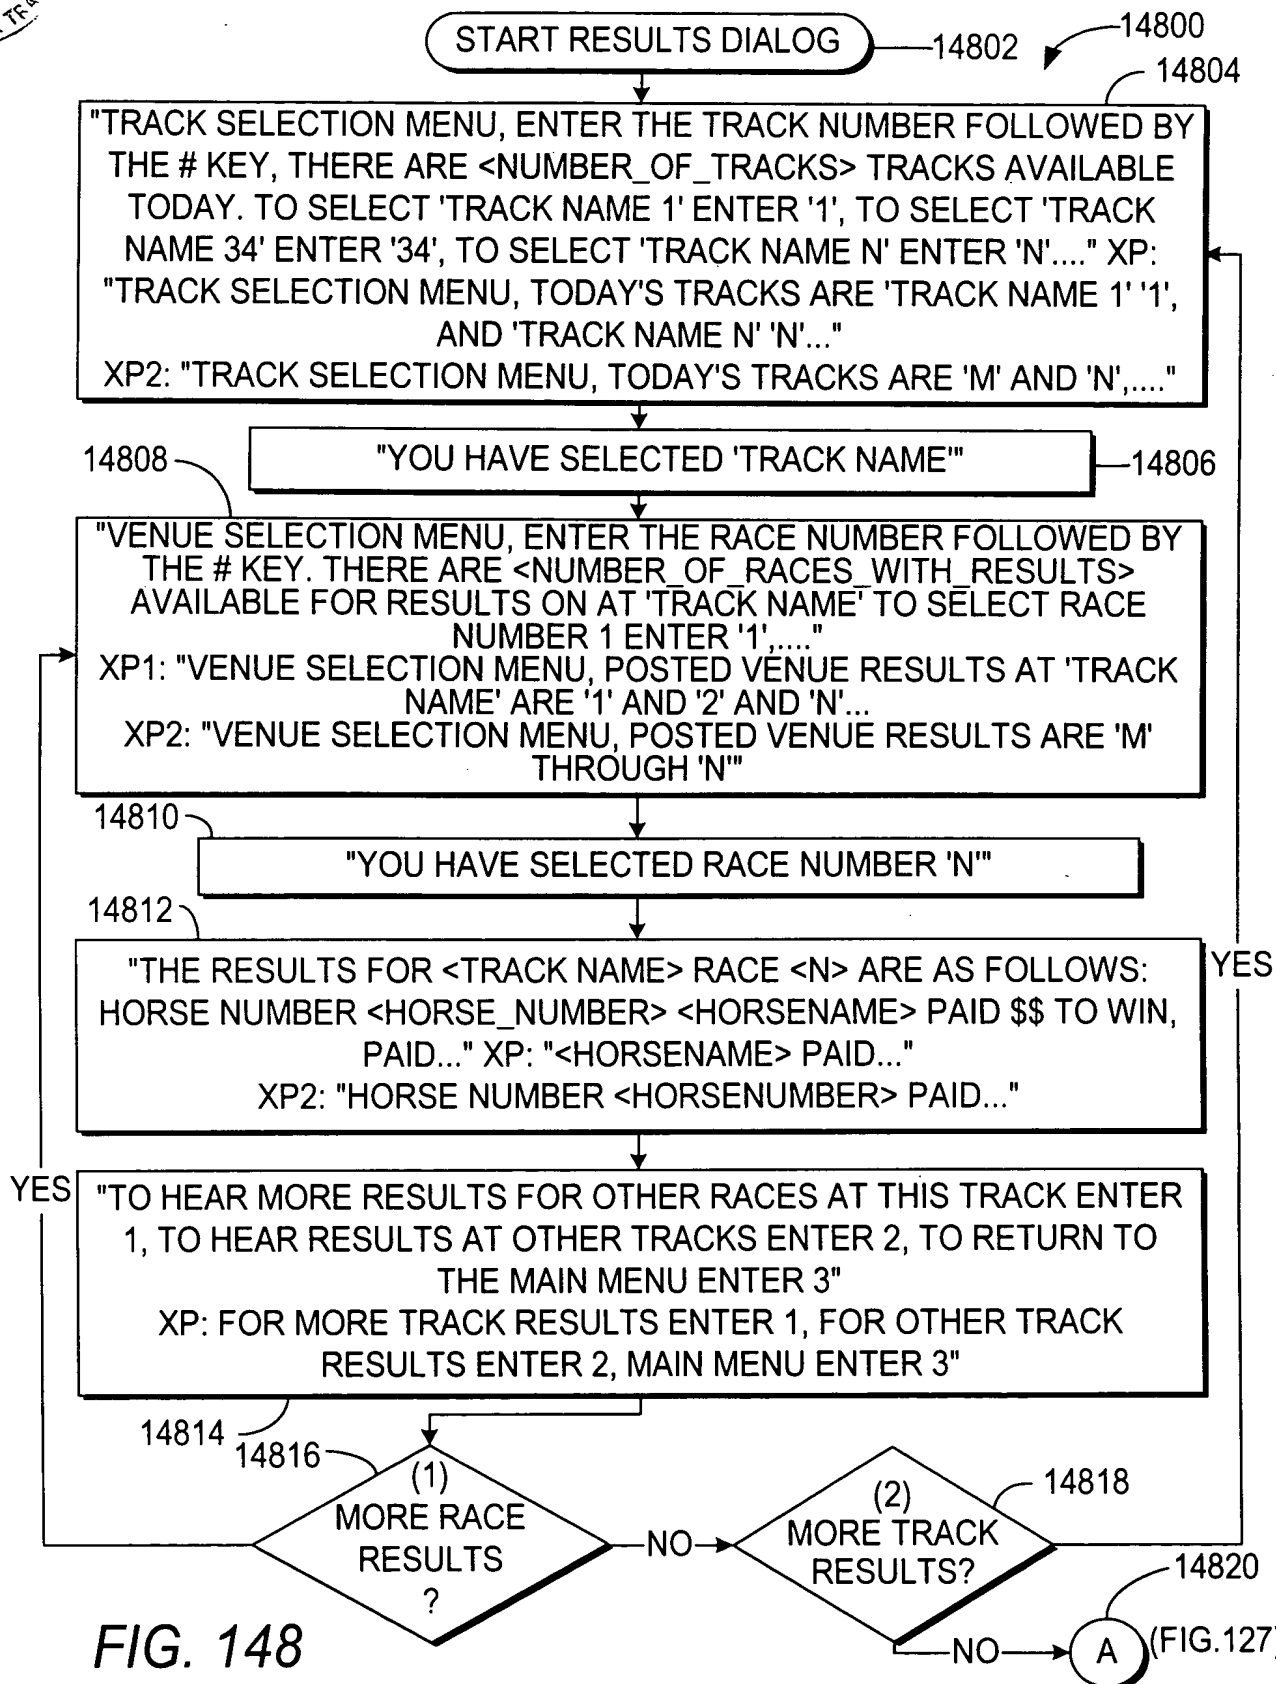 START RESULTS DIALOG
14802
14800
14804
"TRACK SELECTION MENU, ENTER THE TRACK NUMBER FOLLOWED BY
THE # KEY, THERE ARE <NUMBER_OF_TRACKS> TRACKS AVAILABLE
TODAY. TO SELECT 'TRACK NAME 1' ENTER '1', TO SELECT 'TRACK
NAME 34' ENTER '34', TO SELECT 'TRACK NAME N' ENTER 'N'...." XP:
"TRACK SELECTION MENU, TODAY'S TRACKS ARE 'TRACK NAME 1' '1',
AND 'TRACK NAME N' 'N'..."
XP2: "TRACK SELECTION MENU, TODAY'S TRACKS ARE 'M' AND 'N',...."
"YOU HAVE SELECTED 'TRACK NAME'"
14806
14808
"VENUE SELECTION MENU, ENTER THE RACE NUMBER FOLLOWED BY
THE # KEY. THERE ARE <NUMBER_OF_RACES_WITH_RESULTS>
AVAILABLE FOR RESULTS ON AT 'TRACK NAME' TO SELECT RACE
NUMBER 1 ENTER '1',...."
XP1: "VENUE SELECTION MENU, POSTED VENUE RESULTS AT 'TRACK
NAME' ARE '1' AND '2' AND 'N'...
XP2: "VENUE SELECTION MENU, POSTED VENUE RESULTS ARE 'M'
THROUGH 'N'"
14810
"YOU HAVE SELECTED RACE NUMBER 'N'"
14812
"THE RESULTS FOR <TRACK NAME> RACE <N> ARE AS FOLLOWS:
HORSE NUMBER <HORSE_NUMBER> <HORSENAME> PAID $$ TO WIN,
PAID..." XP: "<HORSENAME> PAID..."
XP2: "HORSE NUMBER <HORSENUMBER> PAID..."
YES
YES
"TO HEAR MORE RESULTS FOR OTHER RACES AT THIS TRACK ENTER
1, TO HEAR RESULTS AT OTHER TRACKS ENTER 2, TO RETURN TO
THE MAIN MENU ENTER 3"
XP: FOR MORE TRACK RESULTS ENTER 1, FOR OTHER TRACK
RESULTS ENTER 2, MAIN MENU ENTER 3"
14814
14816
(1)
MORE RACE
RESULTS
?
NO
(2)
MORE TRACK
RESULTS?
14818
14820
NO
A
(FIG.127)
FIG. 148